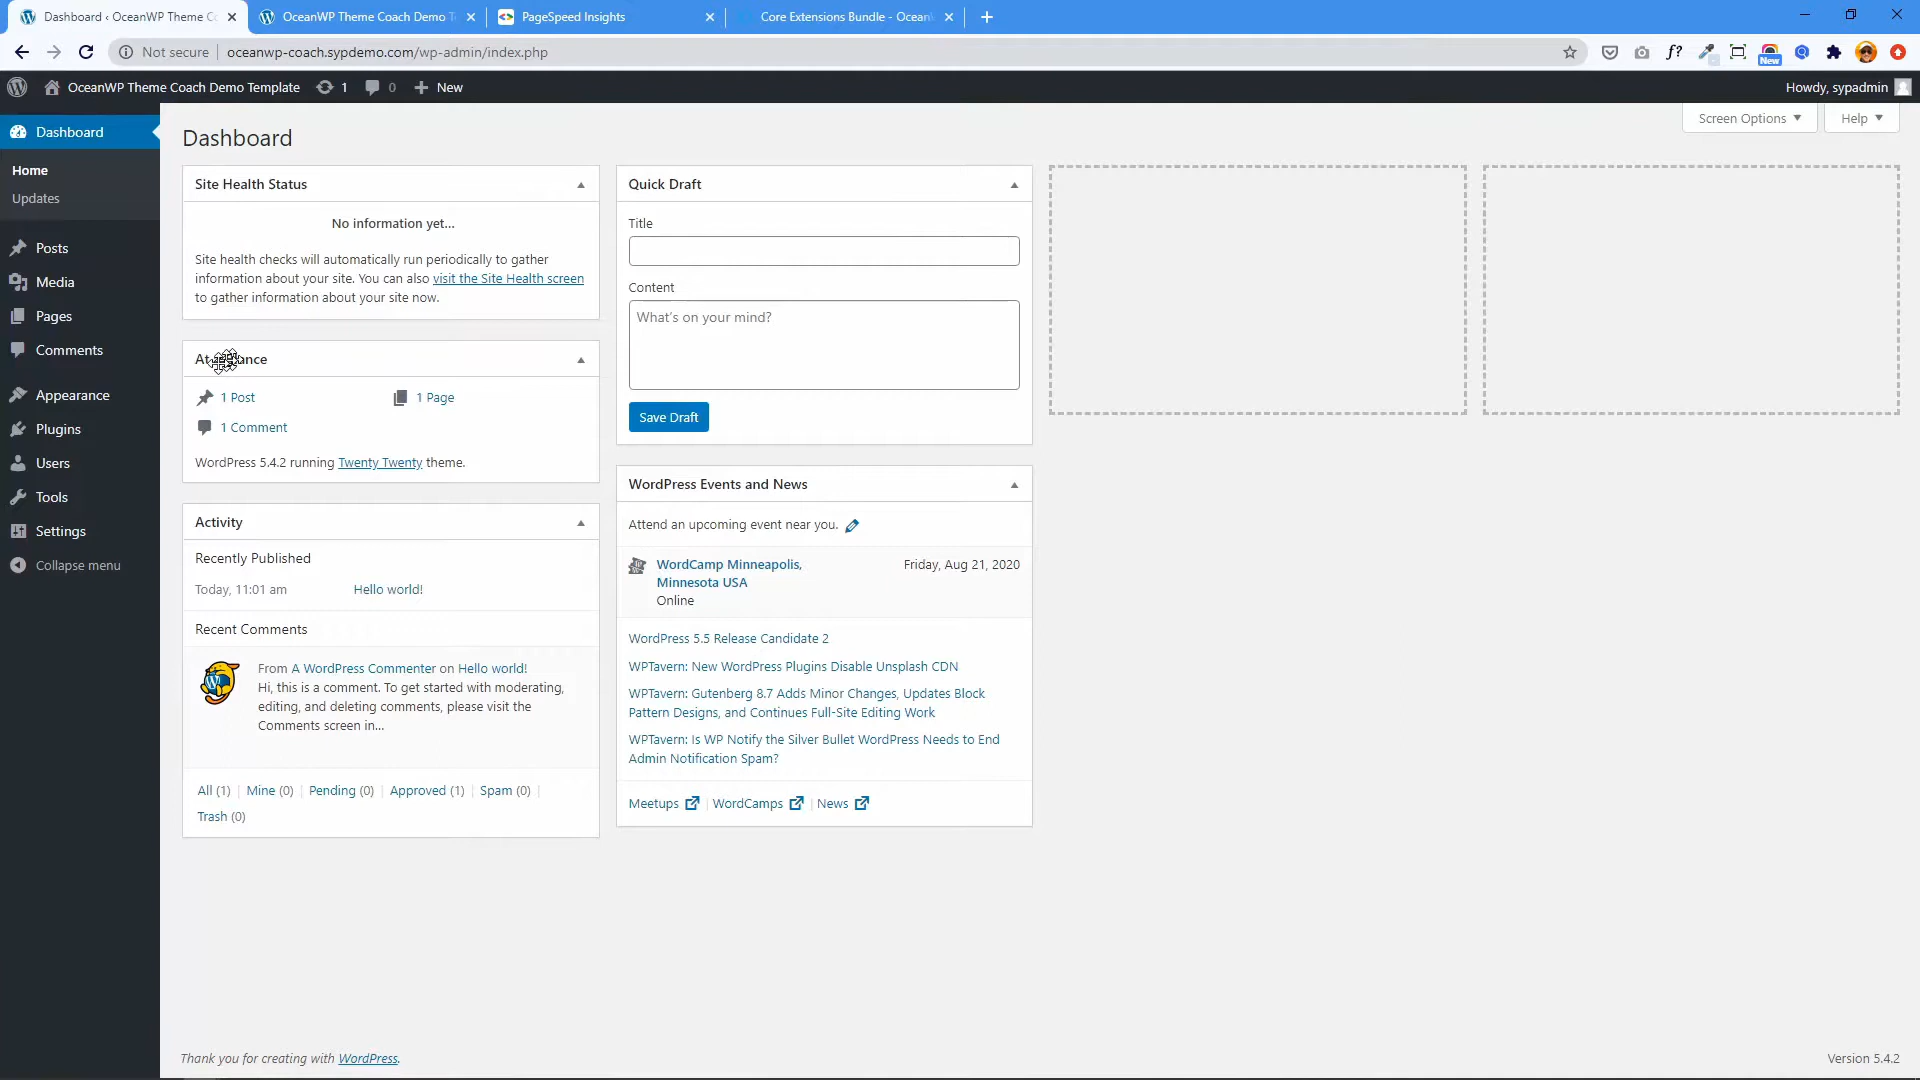 Dashboard ‹ OceanWP Theme Co
OceanWP Theme Coach Demo T
PageSpeed Insights
Core Extensions Bundle - Ocean
Not secure
oceanwp-coach.sypdemo.com/wp-admin/index.php
f?
New
OceanWP Theme Coach Demo Template
1
0
New
Howdy, sypadmin
Dashboard
Home
Updates
Posts
Media
Pages
Comments
Appearance
Plugins
Users
Tools
Settings
Collapse menu
Screen Options
Help
Dashboard
Site Health Status
No information yet...
Site health checks will automatically run periodically to gather
information about your site. You can also visit the Site Health screen
to gather information about your site now.
1 Post
1 Page
1 Comment
WordPress 5.4.2 running Twenty Twenty theme.
Activity
Recently Published
Today, 11:01 am
Hello world!
Recent Comments
From A WordPress Commenter on Hello world!
Hi, this is a comment. To get started with moderating,
editing, and deleting comments, please visit the
Comments screen in...
All (1) | Mine (0) | Pending (0) | Approved (1) | Spam (0) |
Trash (0)
Quick Draft
Title
Content
What's on your mind?
Save Draft
WordPress Events and News
Attend an upcoming event near you.
WordCamp Minneapolis,
Minnesota USA
Friday, Aug 21, 2020
Online
WordPress 5.5 Release Candidate 2
WPTavern: New WordPress Plugins Disable Unsplash CDN
WPTavern: Gutenberg 8.7 Adds Minor Changes, Updates Block
Pattern Designs, and Continues Full-Site Editing Work
WPTavern: Is WP Notify the Silver Bullet WordPress Needs to End
Admin Notification Spam?
Meetups | WordCamps | News
Thank you for creating with WordPress.
Version 5.4.2